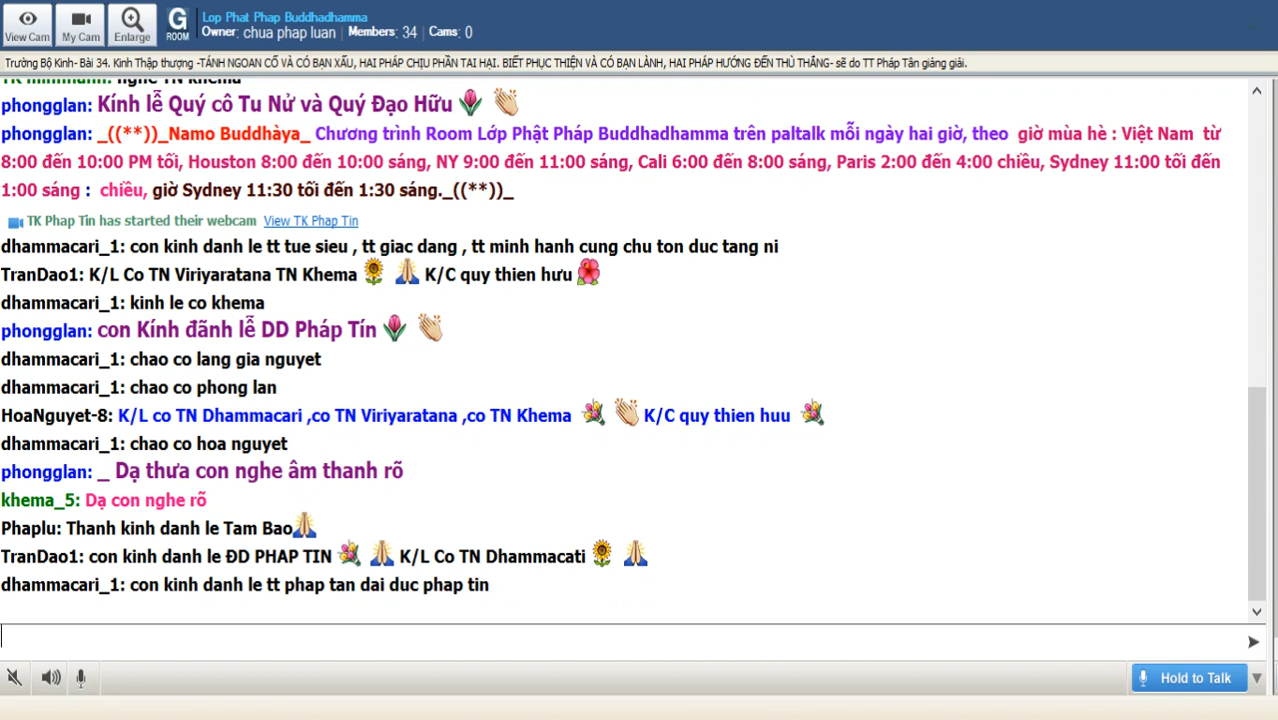 View Cam
My Cam
Enlarge
G
ROOM
Lop Phat Phap Buddhadhamma
Owner: chua phap luan | Members: 34 | Cams: 0
Trường Bộ Kinh- Bài 34. Kinh Thập thượng -TÁNH NGOAN CỐ VÀ CÓ BẠN XẤU, HAI PHÁP CHỊU PHẦN TAI HẠI. BIẾT PHỤC THIỆN VÀ CÓ BẠN LÀNH, HAI PHÁP HƯỚNG ĐẾN THÙ THẮNG- sẽ do TT Pháp Tân giảng giải.
TK minhhanh: nghe TN khema
phongglan: Kính lễ Quý cô Tu Nử và Quý Đạo Hữu
phongglan: _((**))_Namo Buddhàya_ Chương trình Room Lớp Phật Pháp Buddhadhamma trên paltalk mỗi ngày hai giờ, theo giờ mùa hè : Việt Nam từ
8:00 đến 10:00 PM tối, Houston 8:00 đến 10:00 sáng, NY 9:00 đến 11:00 sáng, Cali 6:00 đến 8:00 sáng, Paris 2:00 đến 4:00 chiều, Sydney 11:00 tối đến
1:00 sáng : chiều, giờ Sydney 11:30 tối đến 1:30 sáng._((**))_
TK Phap Tin has started their webcam View TK Phap Tin
dhammacari_1: con kinh danh le tt tue sieu , tt giac dang , tt minh hanh cung chu ton duc tang ni
TranDao1: K/L Co TN Viriyaratana TN Khema K/C quy thien hưu
dhammacari_1: kinh le co khema
phongglan: con Kính đãnh lễ DD Pháp Tín
dhammacari_1: chao co lang gia nguyet
dhammacari_1: chao co phong lan
HoaNguyet-8: K/L co TN Dhammacari ,co TN Viriyaratana ,co TN Khema K/C quy thien huu
dhammacari_1: chao co hoa nguyet
phongglan: _ Dạ thưa con nghe âm thanh rõ
khema_5: Dạ con nghe rõ
Phaplu: Thanh kinh danh le Tam Bao
TranDao1: con kinh danh le ĐD PHAP TIN K/L Co TN Dhammacati
dhammacari_1: con kinh danh le tt phap tan dai duc phap tin
Hold to Talk